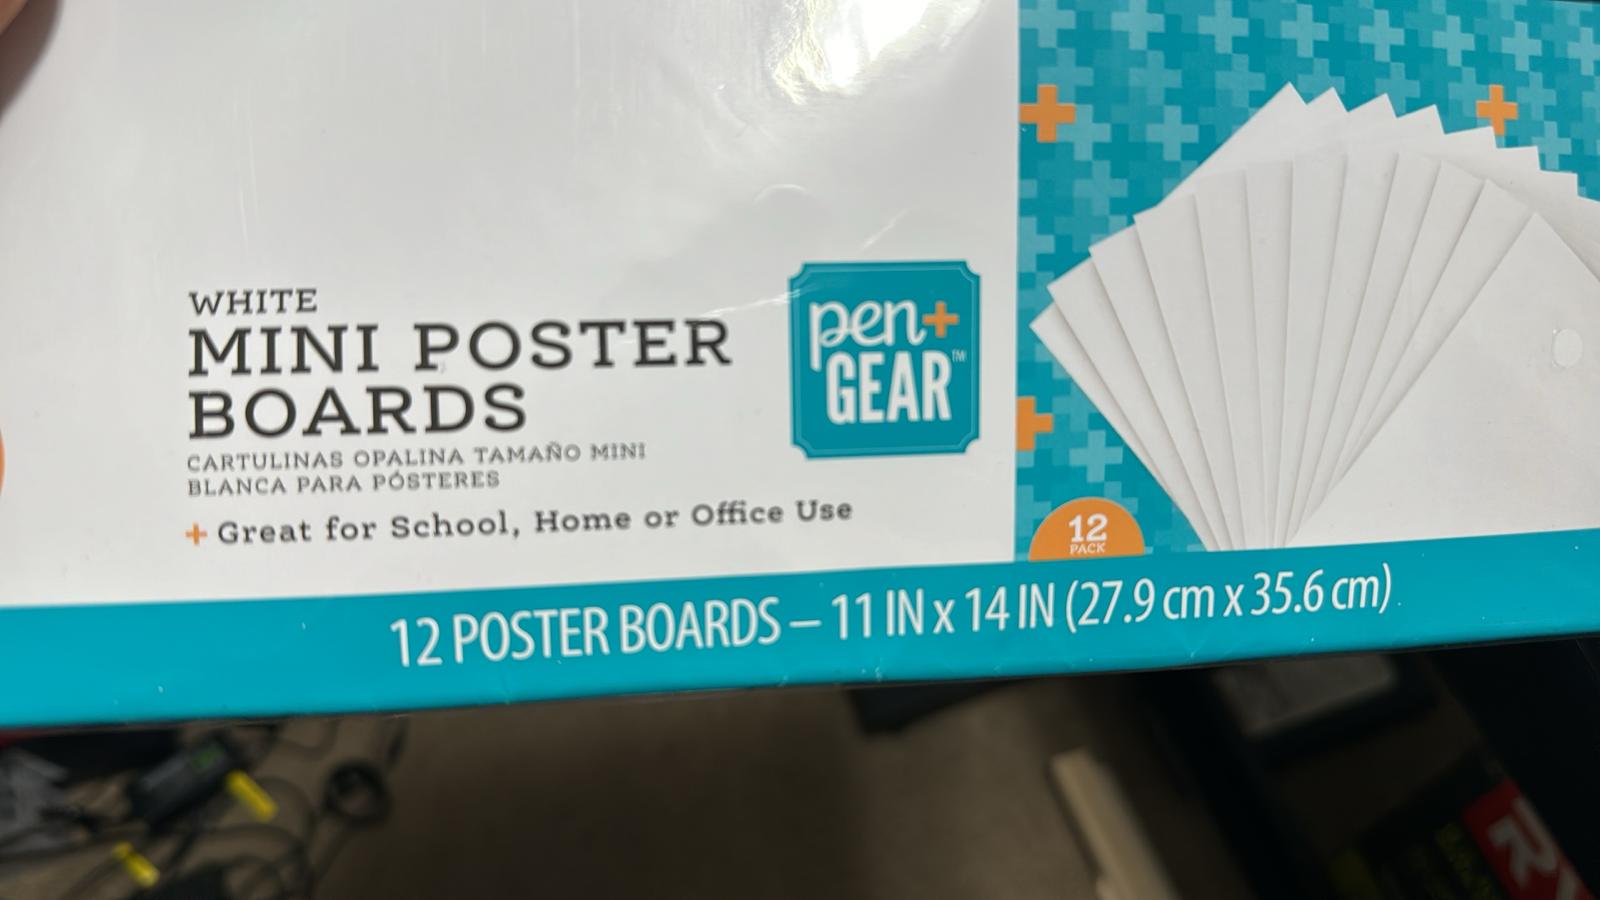 WHITE
MINI POSTER
BOARDS
CARTULINAS OPALINA TAMAÑO MINI
BLANCA PARA PÓSTERES
+ Great for School, Home or Office Use
pen+
GEAR™
12
PACK
12 POSTER BOARDS – 11 IN x 14 IN (27.9 cm x 35.6 cm)